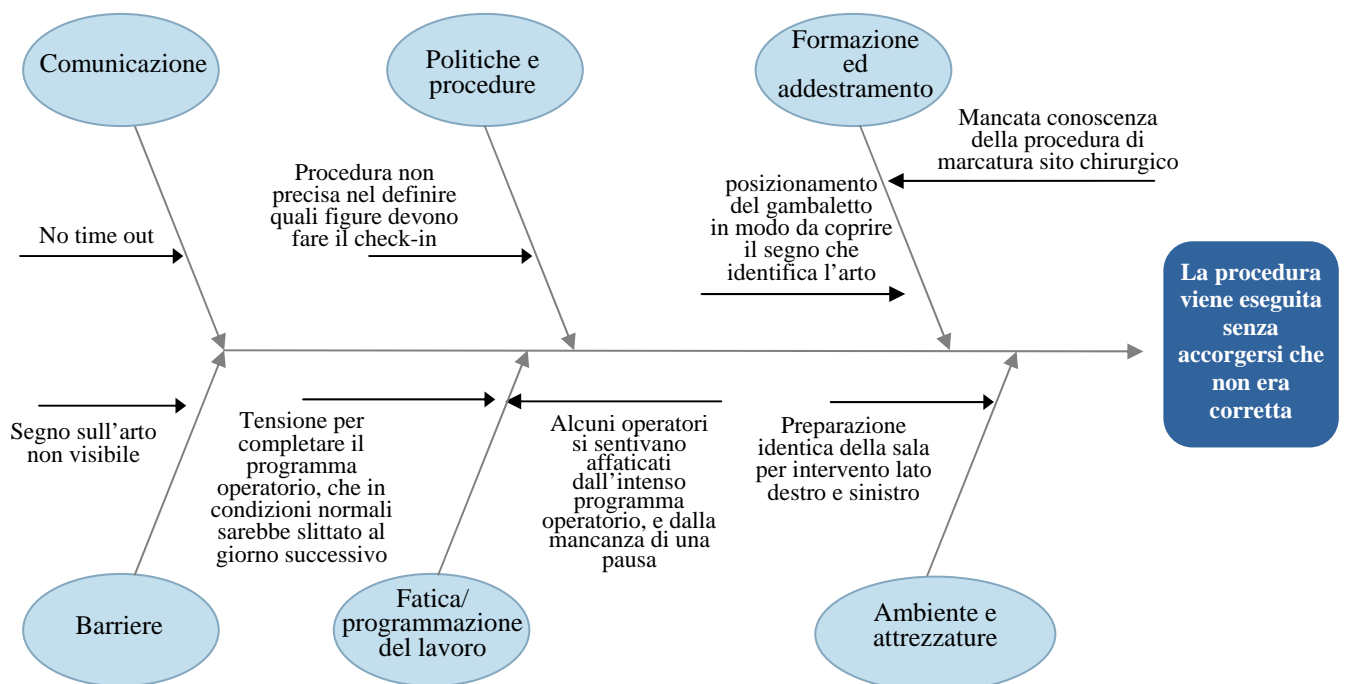 Comunicazione
Politiche e
procedure
Formazione
ed
addestramento
Mancata conoscenza
della procedura di
marcatura sito chirurgico
Procedura non
precisa nel definire
quali figure devono
fare il check-in
posizionamento
del gambaletto
in modo da coprire
il segno che
identifica l’arto
No time out
La procedura
viene eseguita
senza
accorgersi che
non era
corretta
Segno sull’arto
non visibile
Tensione per
completare il
programma
operatorio, che in
condizioni normali
sarebbe slittato al
giorno successivo
Alcuni operatori
si sentivano
affaticati
dall’intenso
programma
operatorio, e dalla
mancanza di una
pausa
Preparazione
identica della sala
per intervento lato
destro e sinistro
Barriere
Fatica/
programmazione
del lavoro
Ambiente e
attrezzature